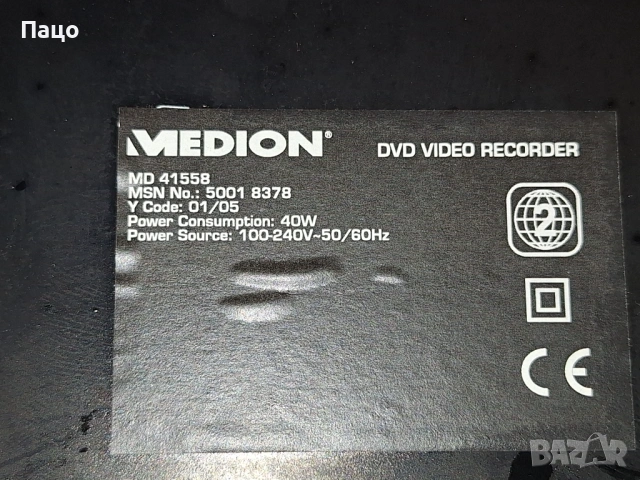 Пацо
MEDION®
DVD VIDEO RECORDER
MD 41558
MSN No.: 5001 8378
Y Code: 01/05
Power Consumption: 40W
Power Source: 100-240V~50/60Hz
2
CE
BAZAR